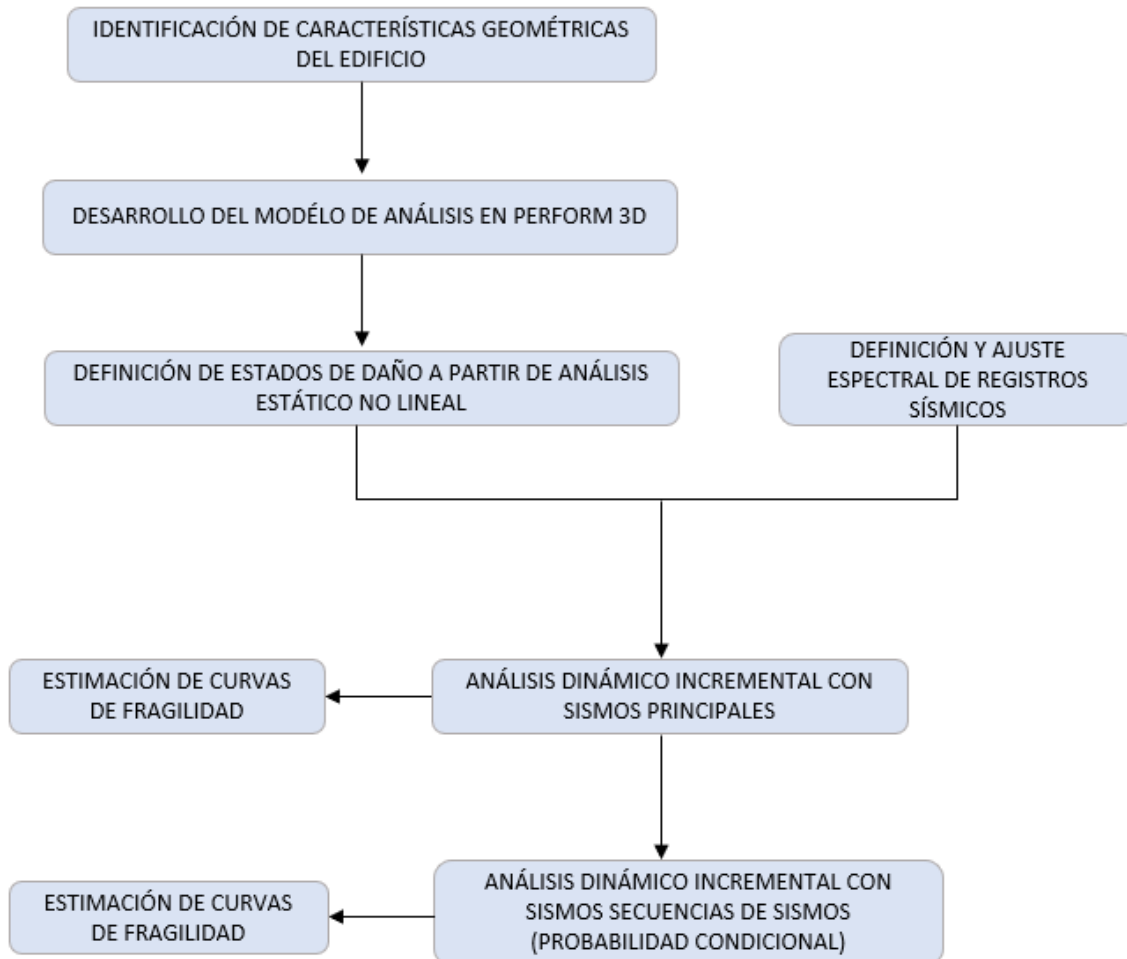 IDENTIFICACIÓN DE CARACTERÍSTICAS GEOMÉTRICAS
DEL EDIFICIO
DESARROLLO DEL MODÉLO DE ANÁLISIS EN PERFORM 3D
DEFINICIÓN DE ESTADOS DE DAÑO A PARTIR DE ANÁLISIS
ESTÁTICO NO LINEAL
DEFINICIÓN Y AJUSTE
ESPECTRAL DE REGISTROS
SÍSMICOS
ESTIMACIÓN DE CURVAS
DE FRAGILIDAD
ANÁLISIS DINÁMICO INCREMENTAL CON
SISMOS PRINCIPALES
ESTIMACIÓN DE CURVAS
DE FRAGILIDAD
ANÁLISIS DINÁMICO INCREMENTAL CON
SISMOS SECUENCIAS DE SISMOS
(PROBABILIDAD CONDICIONAL)